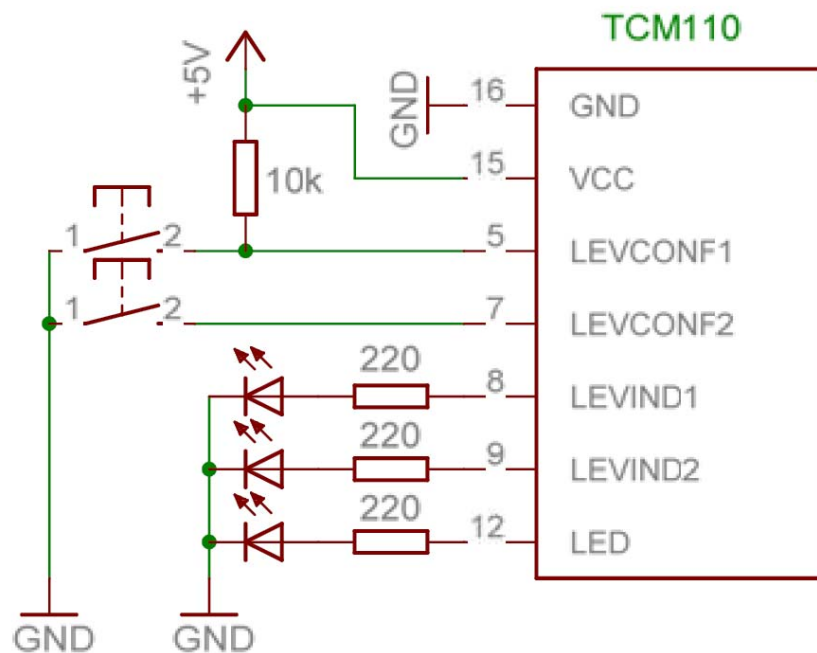 TCM110
+5V
GND
16
GND
15
VCC
10k
1 2
5
LEVCONF1
1 2
7
LEVCONF2
220
8
LEVIND1
220
9
LEVIND2
220
12
LED
GND
GND